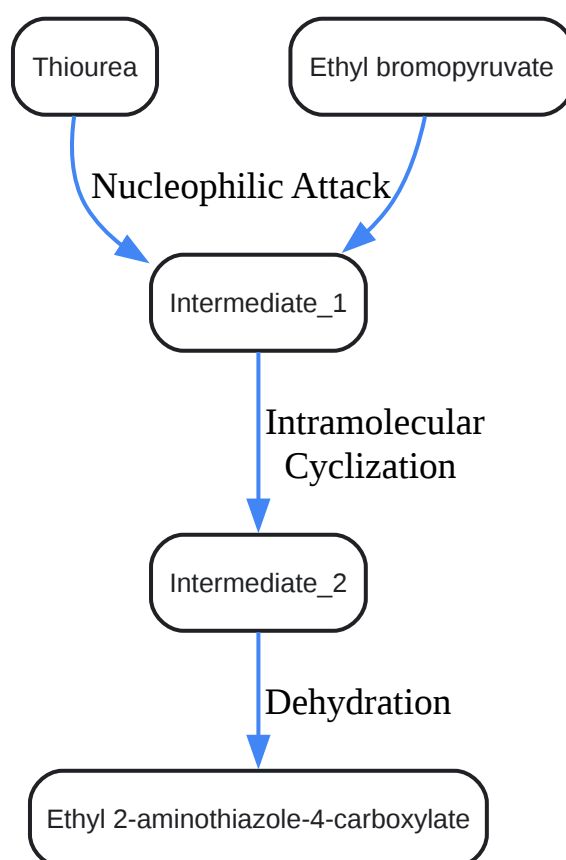 Thiourea
Ethyl bromopyruvate
Nucleophilic Attack
Intermediate_1
Intramolecular
Cyclization
Intermediate_2
Dehydration
Ethyl 2-aminothiazole-4-carboxylate